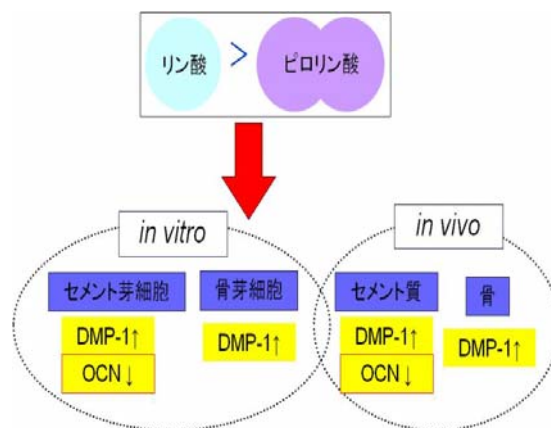 リン酸 > ピロリン酸
in vitro
in vivo
セメント芽細胞 骨芽細胞 セメント質 骨
DMP-1↑ DMP-1↑ DMP-1↑ DMP-1↑
OCN↓ OCN↓